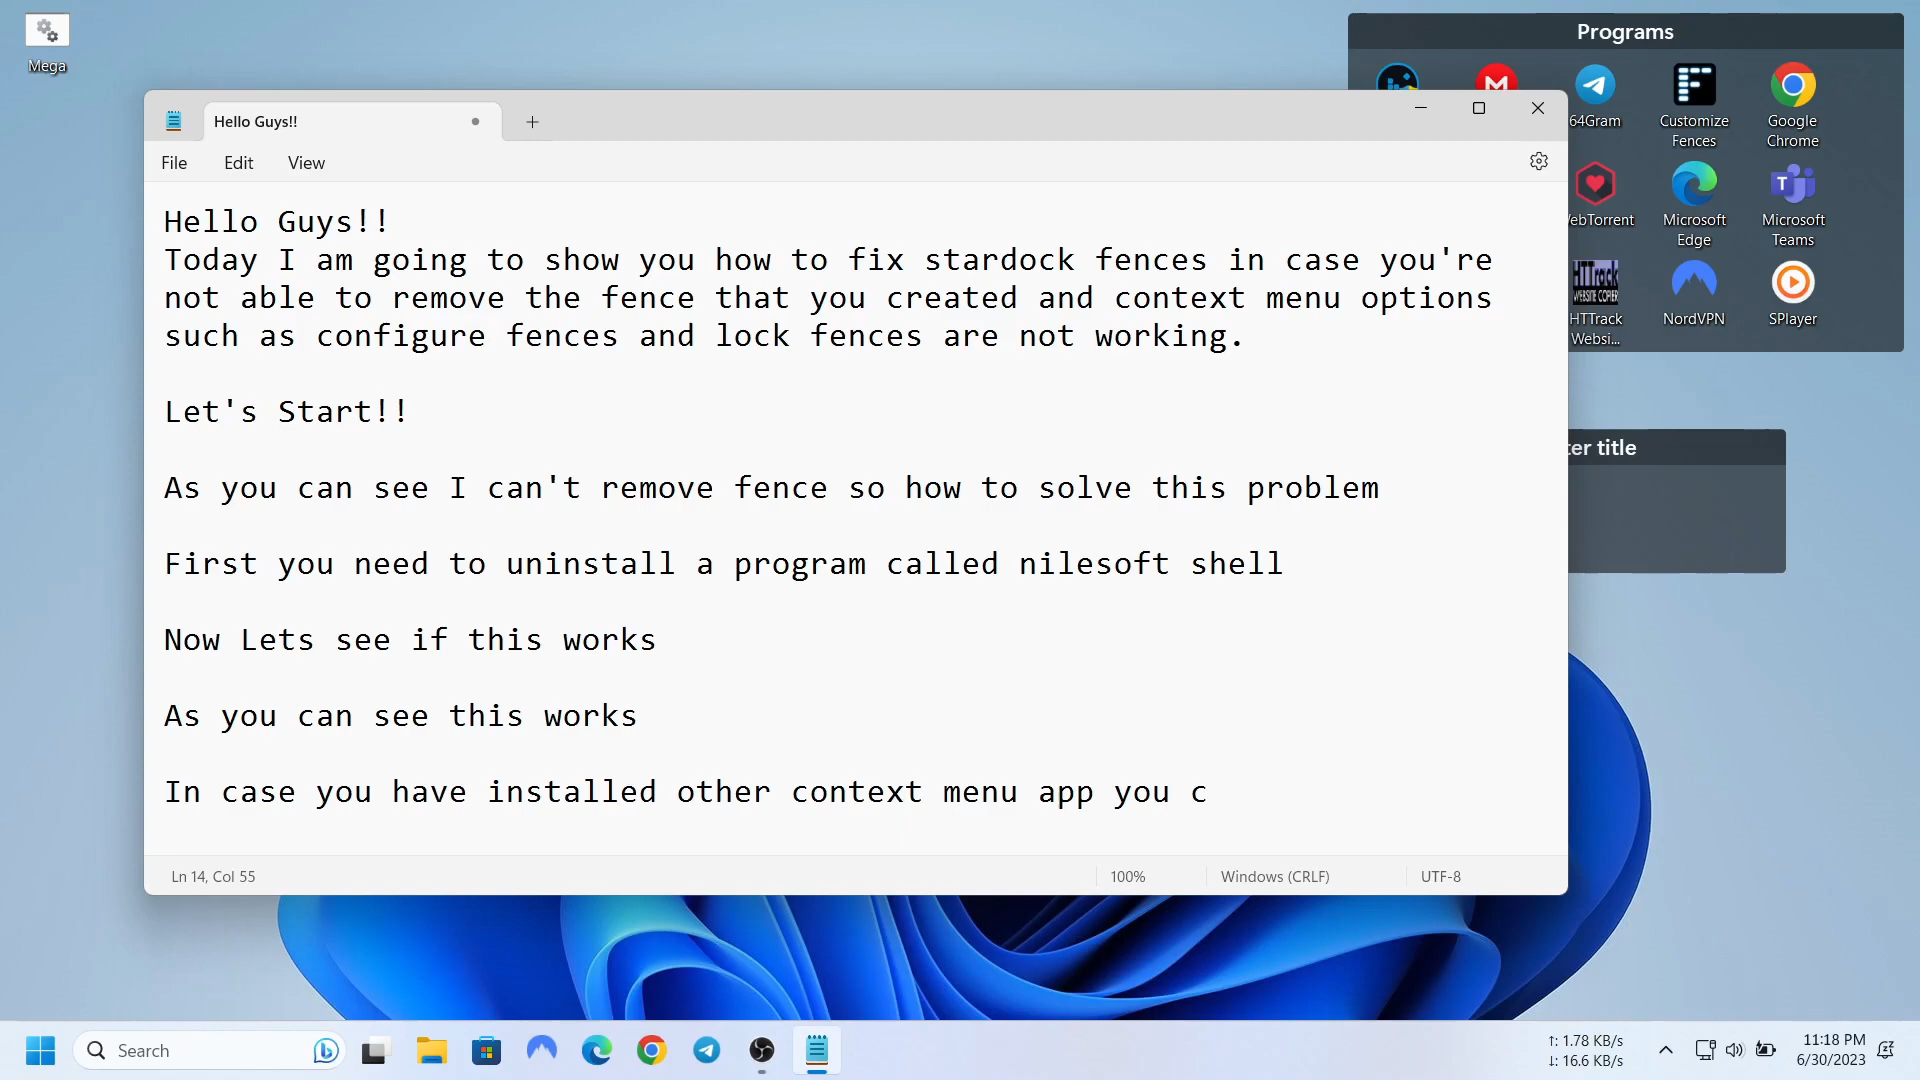 Mega
Programs
Hello Guys!!
File
Edit
View
64Gram
Customize
Fences
Google
Chrome
ebTorrent
Microsoft
Edge
Microsoft
Teams
HTTrack
WEBSITE COPIER
HTTrack
Websi...
NordVPN
SPlayer
Hello Guys!!
Today I am going to show you how to fix stardock fences in case you're
not able to remove the fence that you created and context menu options
such as configure fences and lock fences are not working.
Let's Start!!
As you can see I can't remove fence so how to solve this problem
First you need to uninstall a program called nilesoft shell
Now Lets see if this works
As you can see this works
In case you have installed other context menu app you c
ter title
Ln 14, Col 55
100%
Windows (CRLF)
UTF-8
Search
↑: 1.78 KB/s
↓: 16.6 KB/s
11:18 PM
6/30/2023